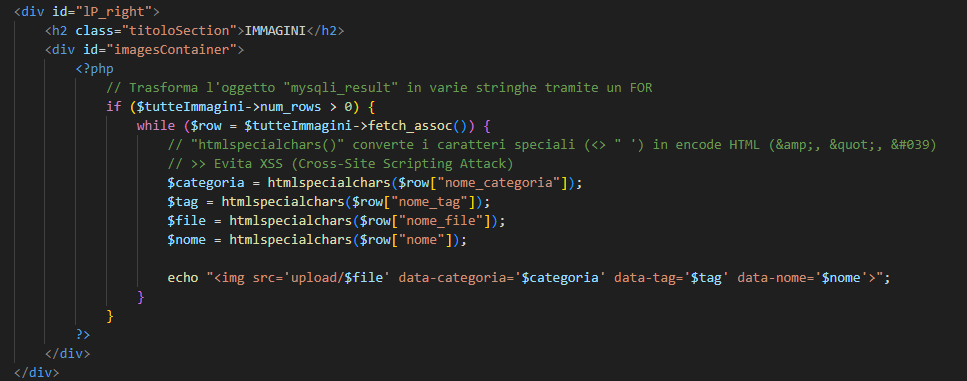 <div id="lP_right">
<h2 class="titoloSection">IMMAGINI</h2>
<div id="imagesContainer">
<?php
// Trasforma l'oggetto "mysqli_result" in varie stringhe tramite un FOR
if ($tutteImmagini->num_rows > 0) {
while ($row = $tutteImmagini->fetch_assoc()) {
// "htmlspecialchars()" converte i caratteri speciali (<> " ') in encode HTML (&amp;, &quot;, &#039)
// >> Evita XSS (Cross-Site Scripting Attack)
$categoria = htmlspecialchars($row["nome_categoria"]);
$tag = htmlspecialchars($row["nome_tag"]);
$file = htmlspecialchars($row["nome_file"]);
$nome = htmlspecialchars($row["nome"]);
echo "<img src='upload/$file' data-categoria='$categoria' data-tag='$tag' data-nome='$nome'>";
}
}
?>
</div>
</div>